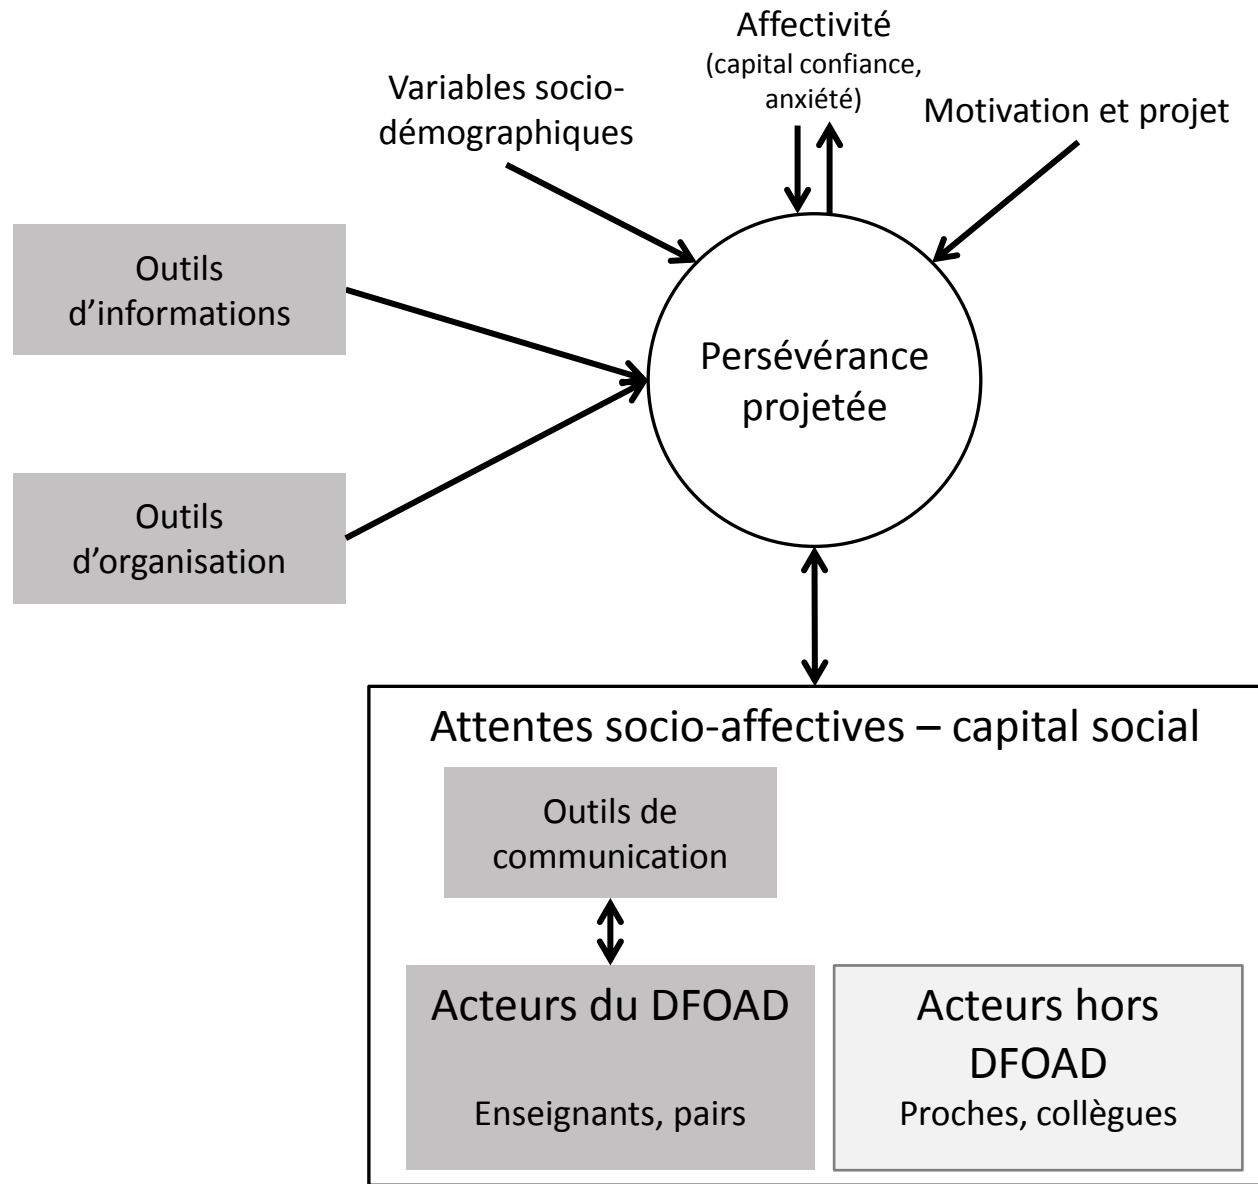 Affectivité
(capital confiance,
anxiété)
Variables socio-
démographiques
Motivation et projet
Outils
d’informations
Persévérance
projetée
Outils
d’organisation
Attentes socio-affectives – capital social
Outils de
communication
Acteurs du DFOAD
Enseignants, pairs
Acteurs hors
DFOAD
Proches, collègues